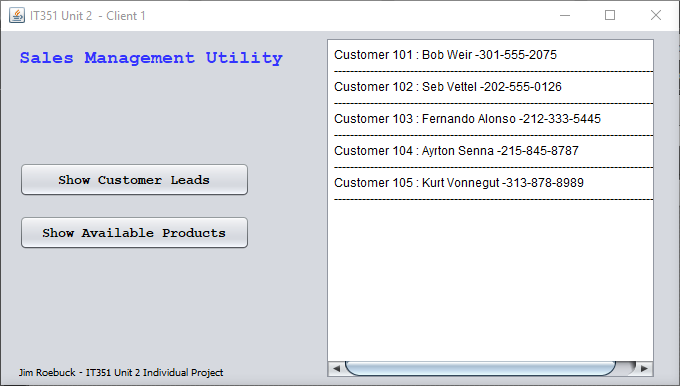 IT351 Unit 2  - Client 1
Sales Management Utility
Show Customer Leads
Show Available Products
Customer 101 : Bob Weir -301-555-2075
Customer 102 : Seb Vettel -202-555-0126
Customer 103 : Fernando Alonso -212-333-5445
Customer 104 : Ayrton Senna -215-845-8787
Customer 105 : Kurt Vonnegut -313-878-8989
Jim Roebuck - IT351 Unit 2 Individual Project